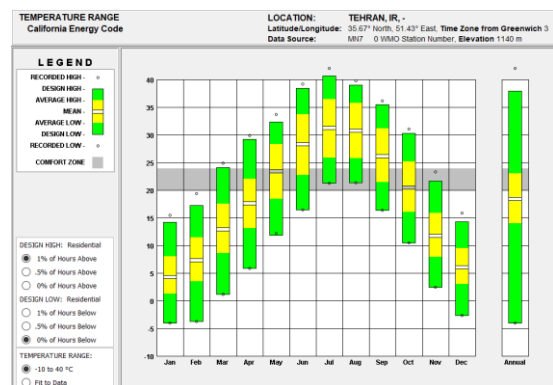 TEMPERATURE RANGE
California Energy Code
LOCATION: TEHRAN, IR, -
Latitude/Longitude: 35.67° North, 51.43° East, Time Zone from Greenwich 3
Data Source: MN7 0 WMO Station Number, Elevation 1140 m
LEGEND
RECORDED HIGH -
DESIGN HIGH -
AVERAGE HIGH -
MEAN -
AVERAGE LOW -
DESIGN LOW -
RECORDED LOW -
COMFORT ZONE
DESIGN HIGH: Residential
1% of Hours Above
.5% of Hours Above
0% of Hours Above
DESIGN LOW: Residential
1% of Hours Below
.5% of Hours Below
0% of Hours Below
TEMPERATURE RANGE:
-10 to 40 °C
Fit to Data
40
35
30
25
20
15
10
5
0
-5
-10
Jan Feb Mar Apr May Jun Jul Aug Sep Oct Nov Dec Annual